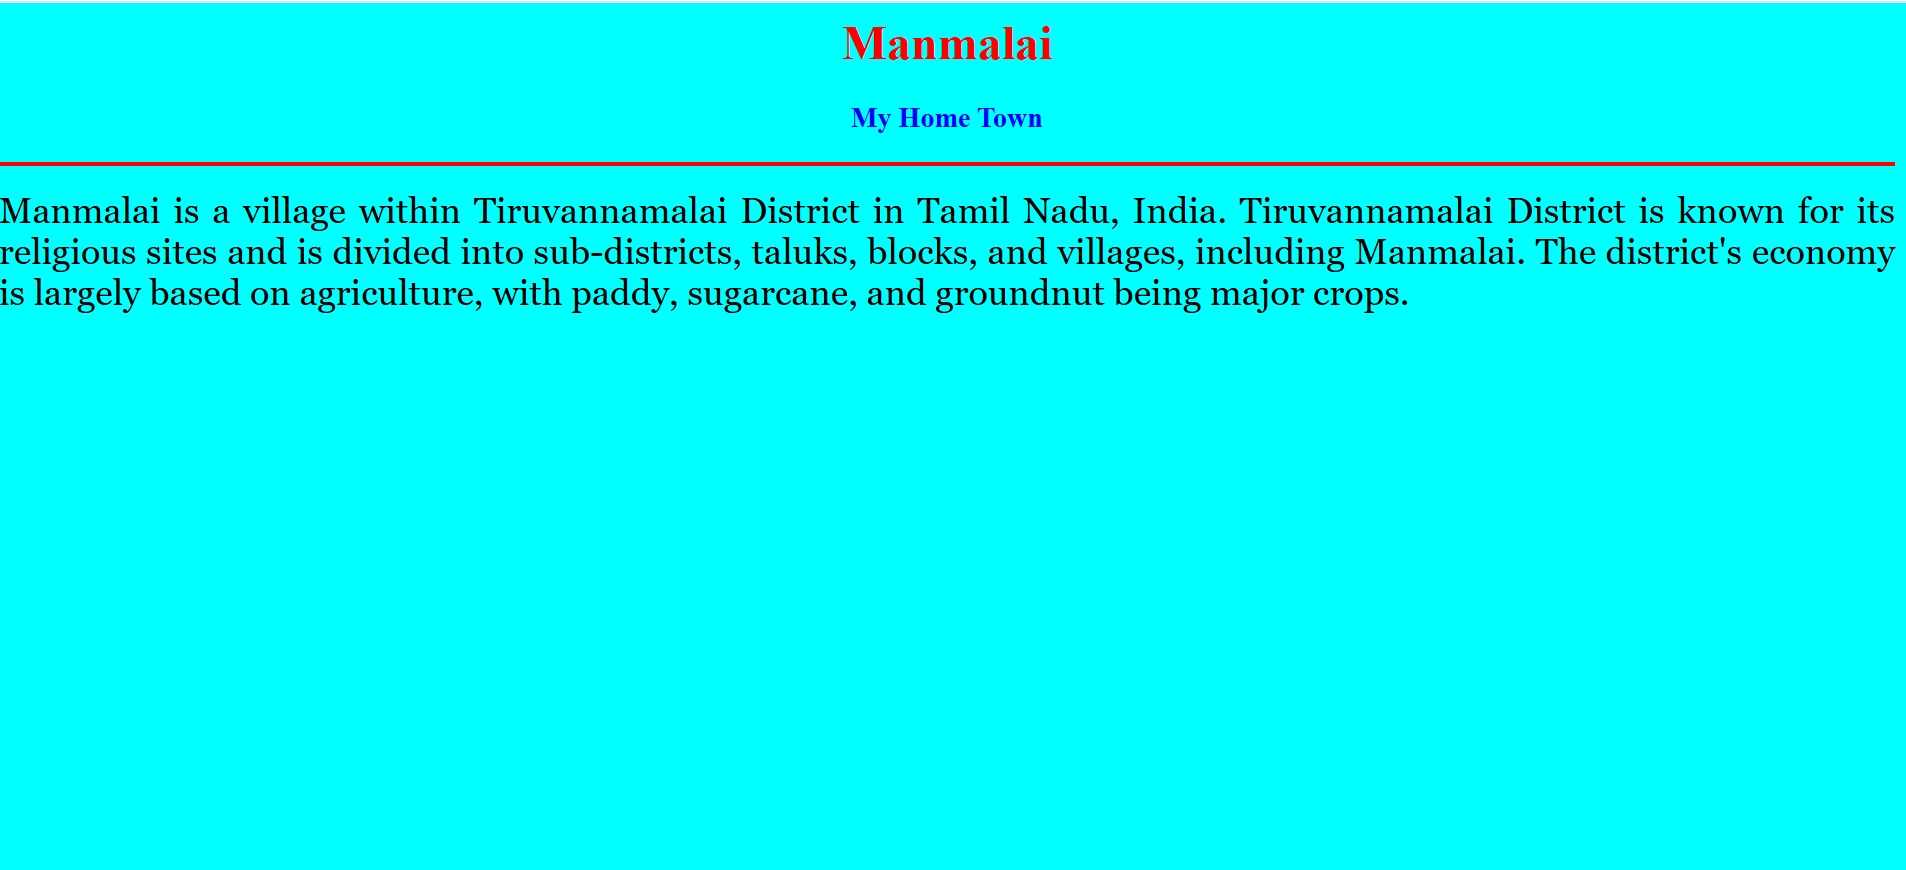 Manmalai
My Home Town
Manmalai is a village within Tiruvannamalai District in Tamil Nadu, India. Tiruvannamalai District is known for its
religious sites and is divided into sub-districts, taluks, blocks, and villages, including Manmalai. The district's economy
is largely based on agriculture, with paddy, sugarcane, and groundnut being major crops.